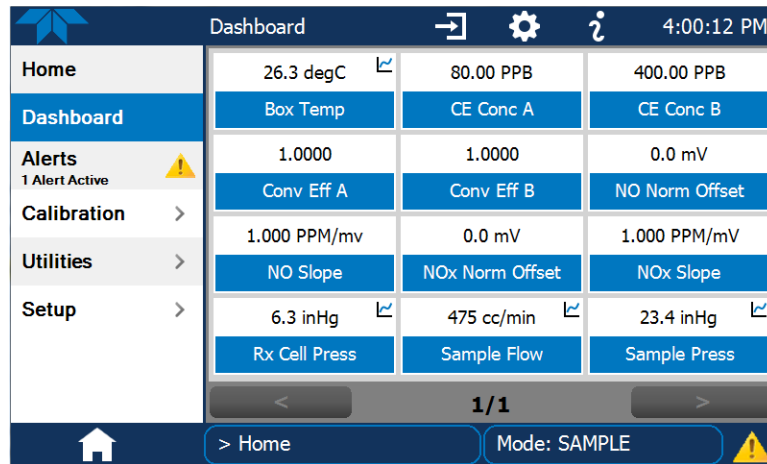 Dashboard
4:00:12 PM
Home
Dashboard
Alerts
1 Alert Active
Calibration >
Utilities >
Setup >
26.3 degC
Box Temp
80.00 PPB
CE Conc A
400.00 PPB
CE Conc B
1.0000
Conv Eff A
1.0000
Conv Eff B
0.0 mV
NO Norm Offset
1.000 PPM/mv
NO Slope
0.0 mV
NOx Norm Offset
1.000 PPM/mV
NOx Slope
6.3 inHg
Rx Cell Press
475 cc/min
Sample Flow
23.4 inHg
Sample Press
< 1/1 >
> Home
Mode: SAMPLE